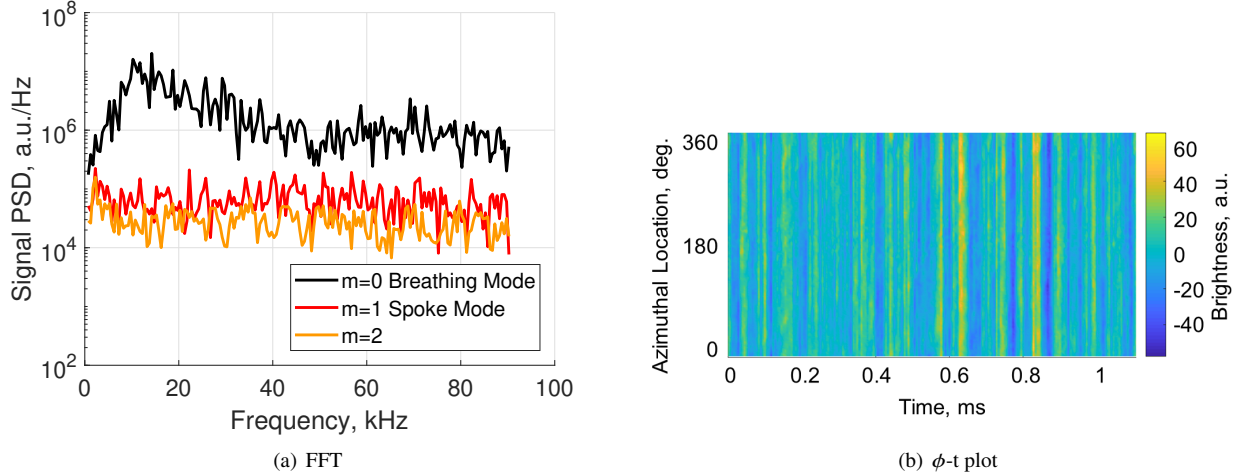 10^8
10^7
10^6
10^4
10^2
Signal PSD, a.u./Hz
0 20 40 60 80 100
Frequency, kHz
m=0 Breathing Mode
m=1 Spoke Mode
m=2
(a) FFT
360
180
0
Azimuthal Location, deg.
0 0.2 0.4 0.6 0.8 1
Time, ms
60
40
20
0
-20
-40
Brightness, a.u.
(b) ϕ-t plot